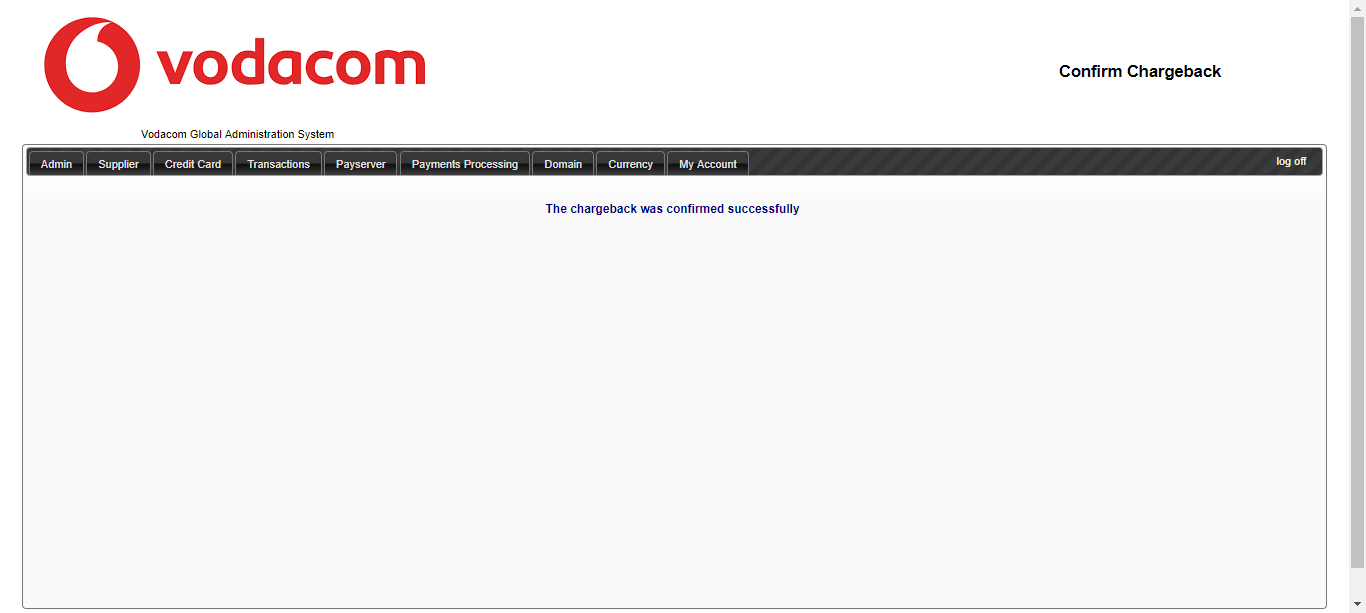 vodacom
Confirm Chargeback
Vodacom Global Administration System
Admin Supplier Credit Card Transactions Payserver Payments Processing Domain Currency My Account log off
The chargeback was confirmed successfully